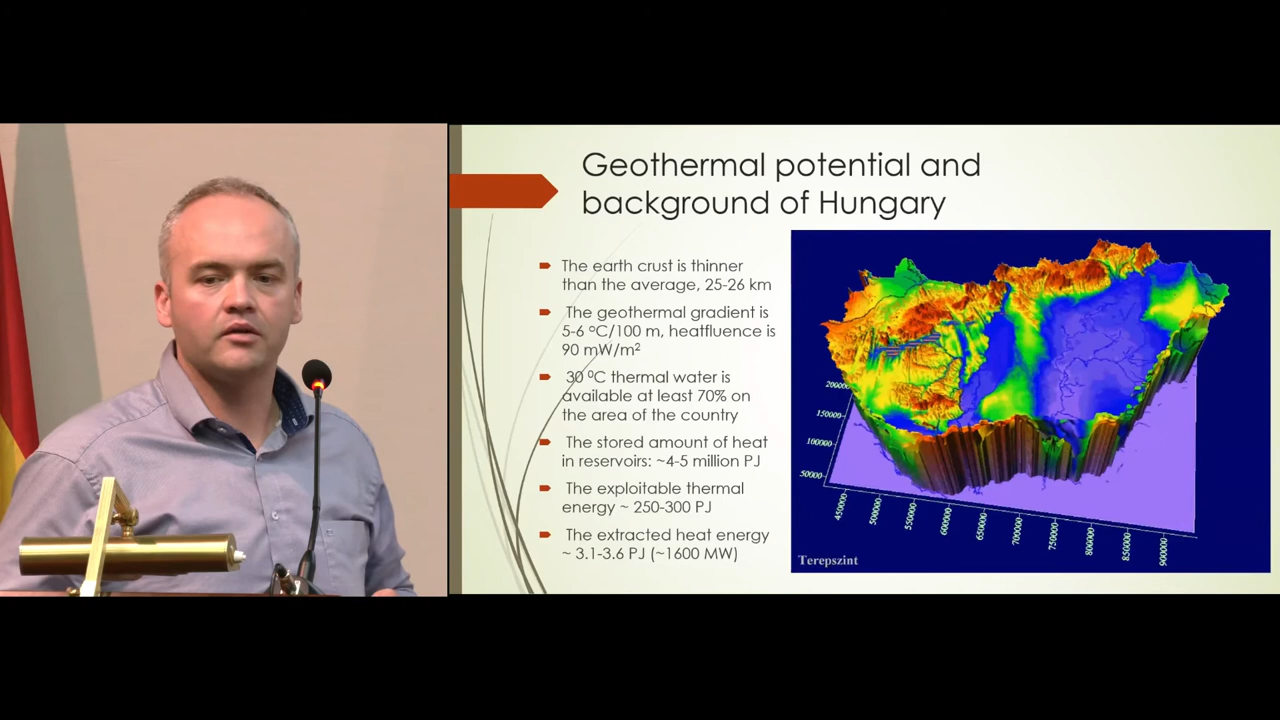 Geothermal potential and
background of Hungary
The earth crust is thinner
than the average, 25-26 km
The geothermal gradient is
5-6 ºC/100 m, heatfluence is
90 mW/m²
30 ⁰C thermal water is
available at least 70% on
the area of the country
The stored amount of heat
in reservoirs: ~4-5 million PJ
The exploitable thermal
energy ~ 250-300 PJ
The extracted heat energy
~ 3.1-3.6 PJ (~1600 MW)
200000
150000
100000
50000
450000
500000
550000
600000
650000
700000
750000
800000
850000
900000
Terepszint